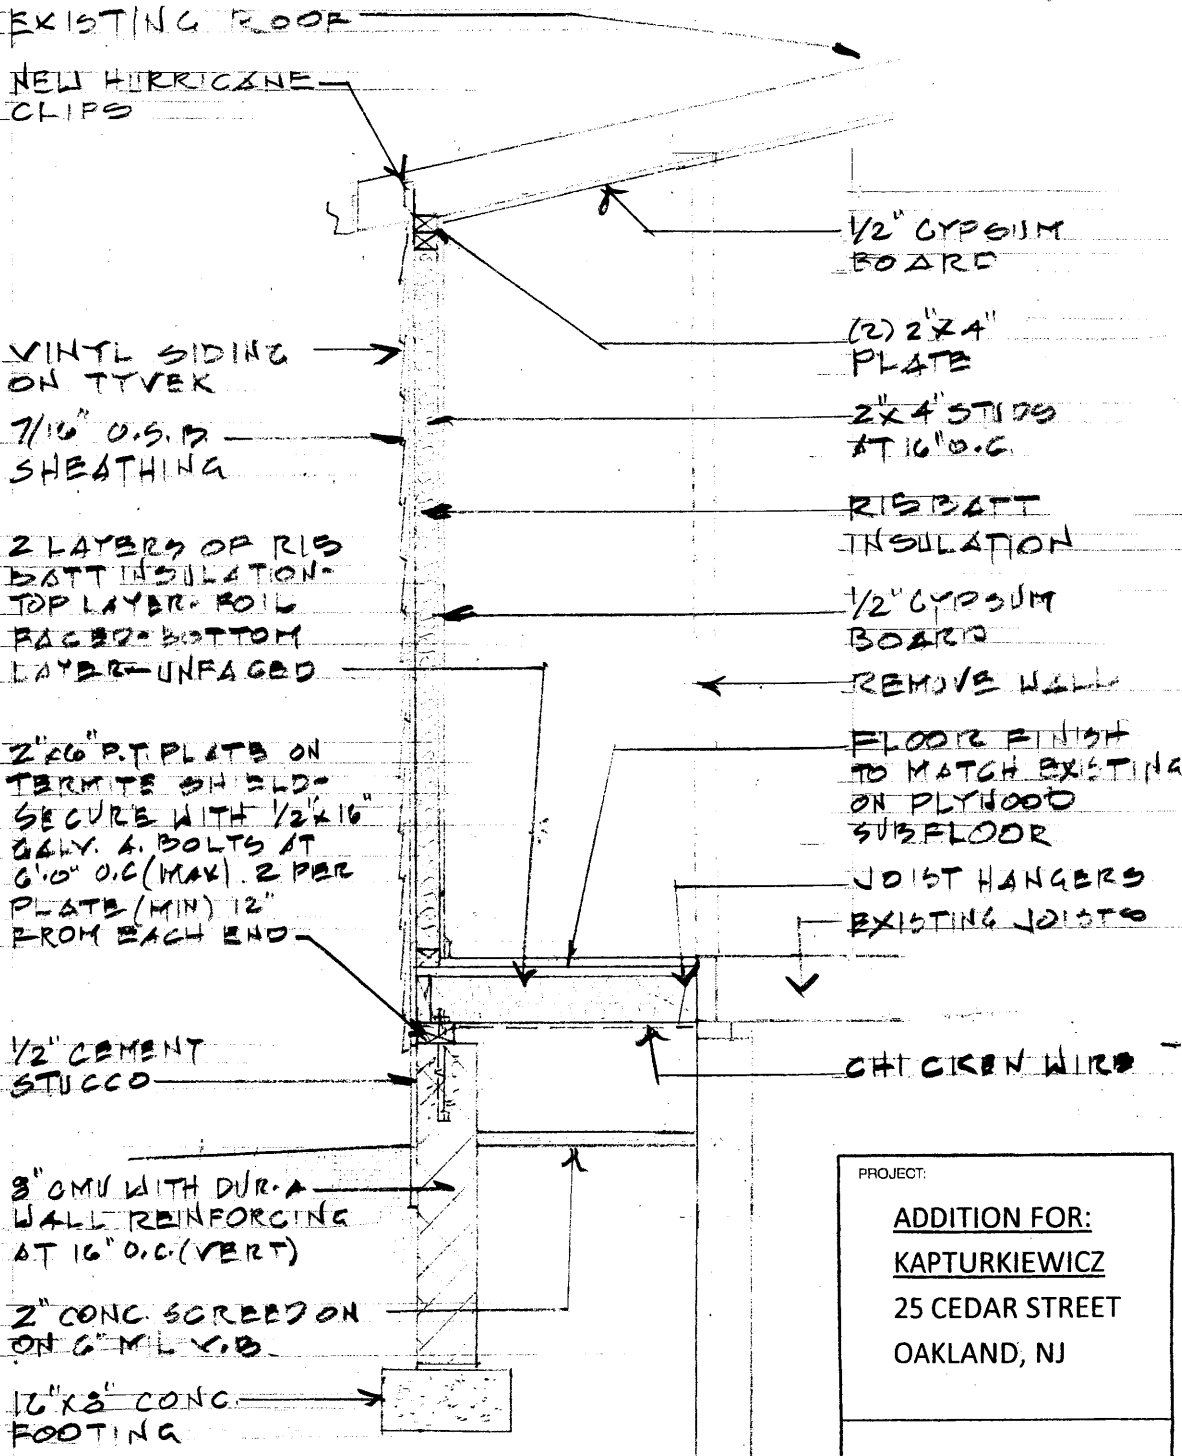 EXISTING ROOF
NEW HURRICANE
CLIPS
VINYL SIDING
ON TYVEK
7/16" O.S.B.
SHEATHING
2 LAYERS OF R15
BATT INSULATION-
TOP LAYER- FOIL
FACED- BOTTOM
LAYER-UNFACED
2"x6" P.T. PLATE ON
TERMITE SHIELD-
SECURE WITH 1/2"x16"
GALV. A. BOLTS AT
6'-0" O.C (MAX). 2 PER
PLATE (MIN) 12"
FROM EACH END
1/2" CEMENT
STUCCO
8" CMU WITH DUR-A
WALL REINFORCING
AT 16" O.C. (VERT)
2" CONC. SCREED ON
ON 6" MIL V.B.
16"X8" CONC.
FOOTING
1/2" GYPSUM
BOARD
(2) 2"X4"
PLATE
2"x4" STUDS
AT 16" O.C.
R15 BATT
INSULATION
1/2" GYPSUM
BOARD
REMOVE WALL
FLOOR FINISH
TO MATCH EXISTING
ON PLYWOOD
SUBFLOOR
JOIST HANGERS
EXISTING JOISTS
CHICKEN WIRE
PROJECT:
ADDITION FOR:
KAPTURKIEWICZ
25 CEDAR STREET
OAKLAND, NJ